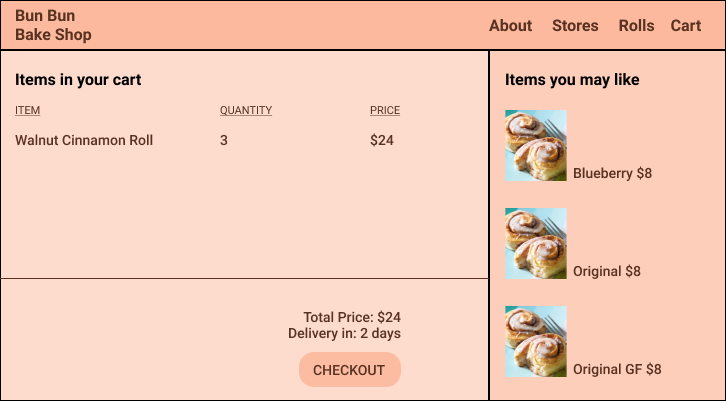 Bun Bun
Bake Shop
About Stores Rolls Cart
Items in your cart
ITEM QUANTITY PRICE
Walnut Cinnamon Roll 3 $24
Total Price: $24
Delivery in: 2 days
CHECKOUT
Items you may like
Blueberry $8
Original $8
Original GF $8